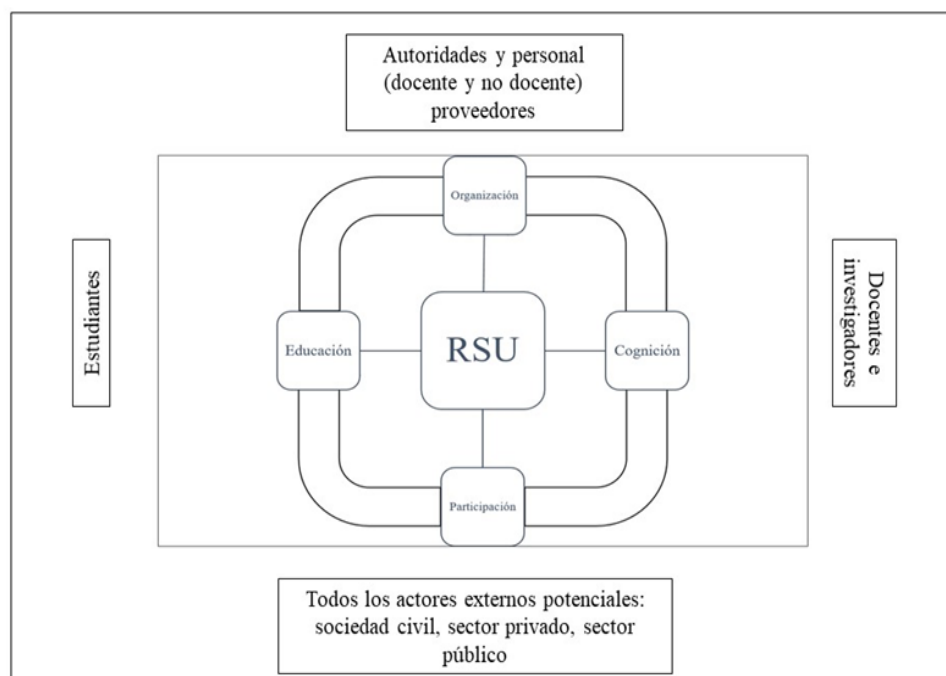 Autoridades y personal
(docente y no docente)
proveedores
Organización
Estudiantes
Educación
RSU
Cognición
Docentes e
investigadores
Participación
Todos los actores externos potenciales:
sociedad civil, sector privado, sector
público